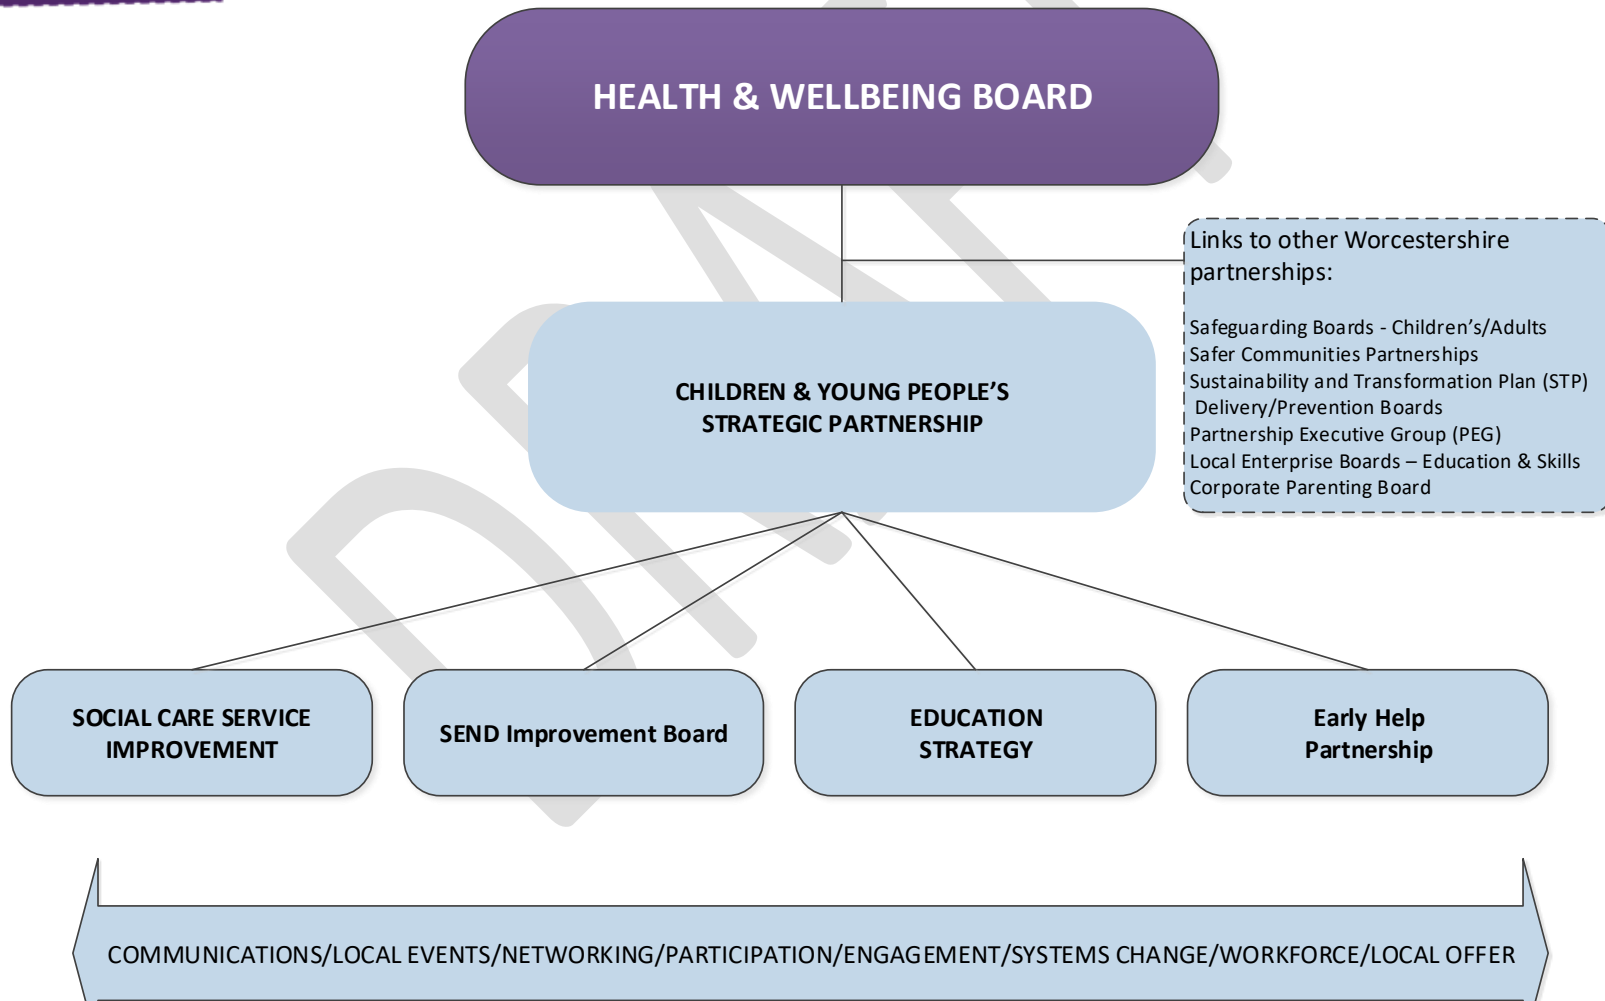 HEALTH & WELLBEING BOARD
Links to other Worcestershire
partnerships:
Safeguarding Boards - Children’s/Adults
Safer Communities Partnerships
Sustainability and Transformation Plan (STP)
Delivery/Prevention Boards
Partnership Executive Group (PEG)
Local Enterprise Boards – Education & Skills
Corporate Parenting Board
CHILDREN & YOUNG PEOPLE’S
STRATEGIC PARTNERSHIP
SOCIAL CARE SERVICE
IMPROVEMENT
SEND Improvement Board
EDUCATION
STRATEGY
Early Help
Partnership
COMMUNICATIONS/LOCAL EVENTS/NETWORKING/PARTICIPATION/ENGAGEMENT/SYSTEMS CHANGE/WORKFORCE/LOCAL OFFER
DRAFT